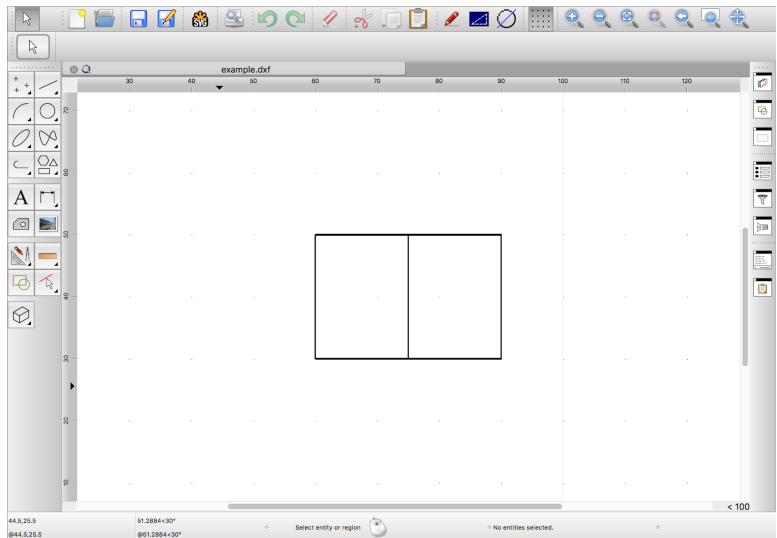 SVG
example.dxf
30 40 50 60 70 80 90 100 110 120
70
60
50
40
30
20
10
A
< 100
44.5,25.5
@44.5,25.5
51.2884<30°
@51.2884<30°
Select entity or region
No entities selected.